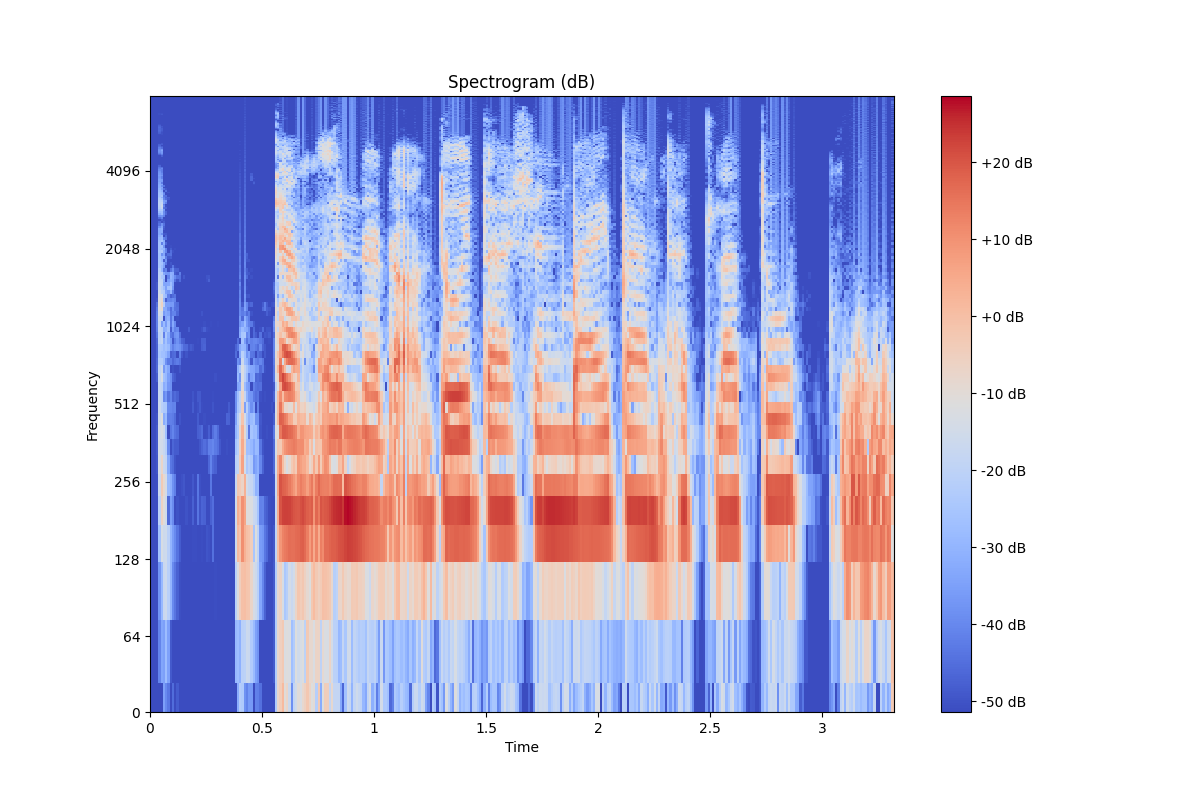 Spectrogram (dB)
Frequency
4096
2048
1024
512
256
128
64
0
0 0.5 1 1.5 2 2.5 3
Time
+20 dB
+10 dB
+0 dB
-10 dB
-20 dB
-30 dB
-40 dB
-50 dB